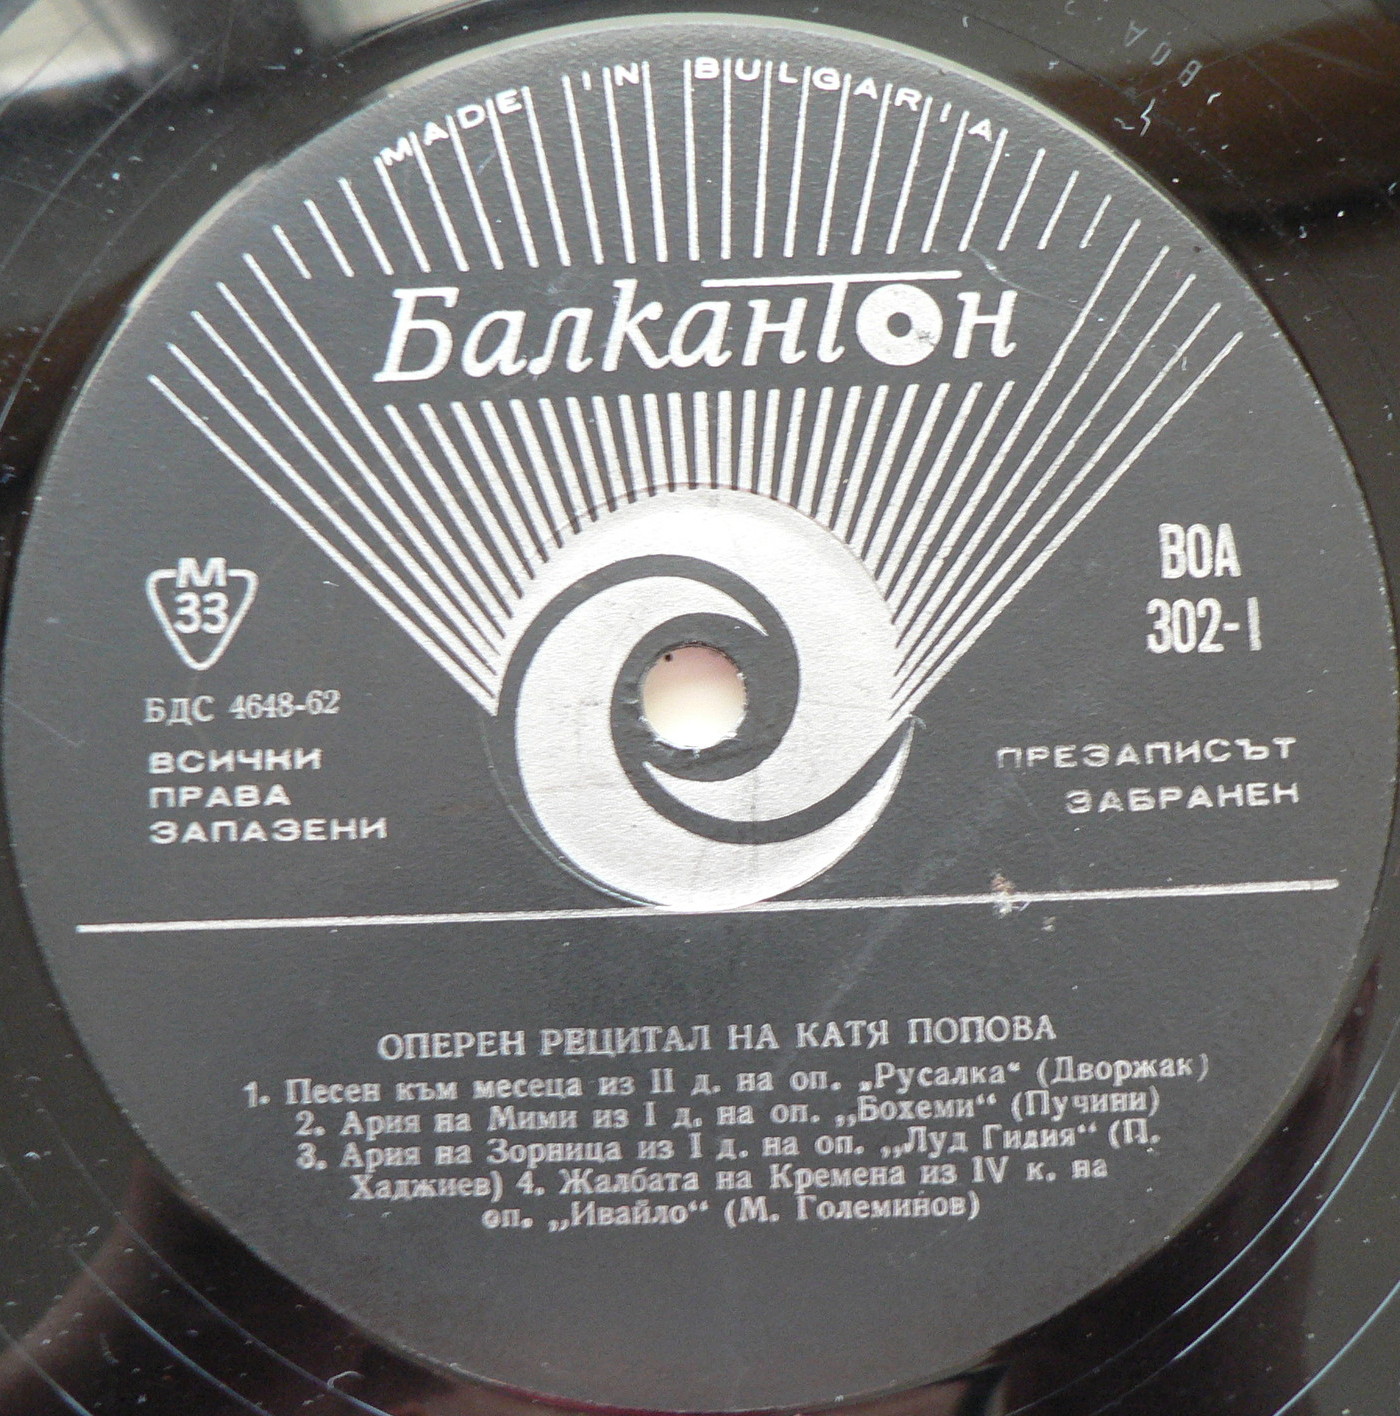 MADE IN BULGARIA
Балкантон
М
33
БДС 4648-62
ВСИЧКИ
ПРАВА
ЗАПАЗЕНИ
ВОА
302-I
ПРЕЗАПИСЪТ
ЗАБРАНЕН
ОПЕРЕН РЕЦИТАЛ НА КАТЯ ПОПОВА
1. Песен към месеца из II д. на оп. „Русалка“ (Дворжак)
2. Ария на Мими из I д. на оп. „Бохеми“ (Пучини)
3. Ария на Зорница из I д. на оп. „Луд Гидия“ (П.
Хаджиев) 4. Жалбата на Кремена из IV к. на
оп. „Ивайло“ (М. Големинов)